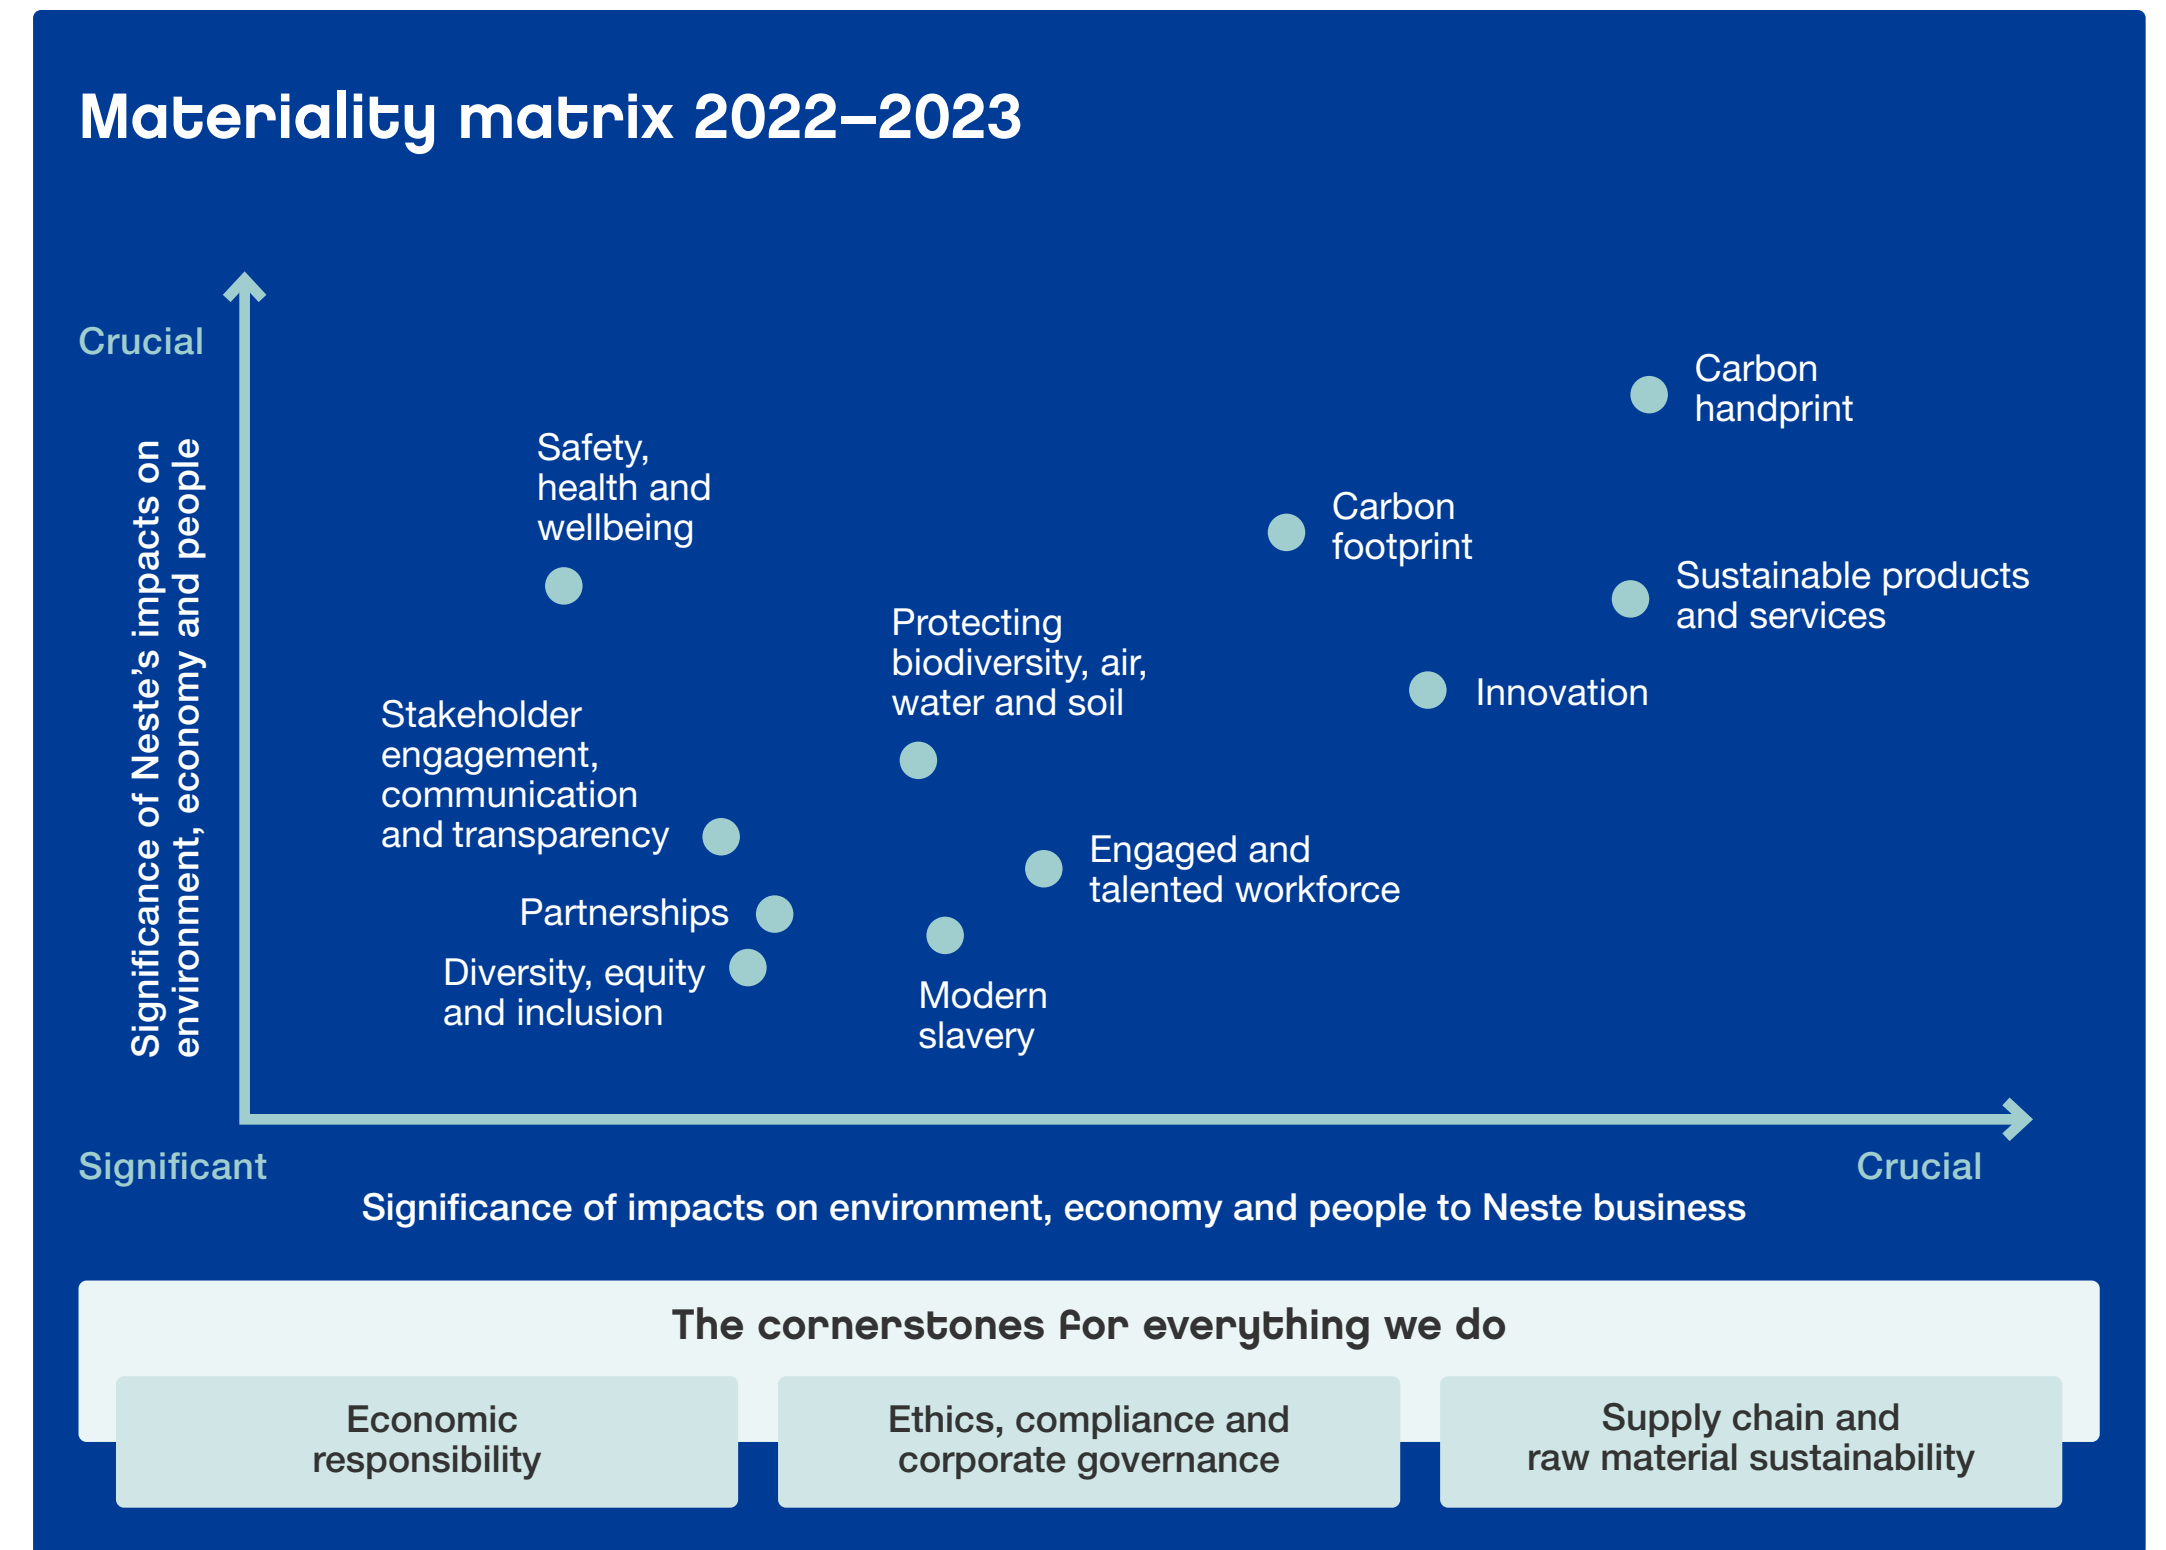 Materiality matrix 2022–2023
Crucial
Significance of Neste's impacts on
environment, economy and people
Carbon
handprint
Safety,
health and
wellbeing
Carbon
footprint
Sustainable products
and services
Protecting
biodiversity, air,
water and soil
Innovation
Stakeholder
engagement,
communication
and transparency
Engaged and
talented workforce
Partnerships
Diversity, equity
and inclusion
Modern
slavery
Significant
Crucial
Significance of impacts on environment, economy and people to Neste business
The cornerstones for everything we do
Economic
responsibility
Ethics, compliance and
corporate governance
Supply chain and
raw material sustainability